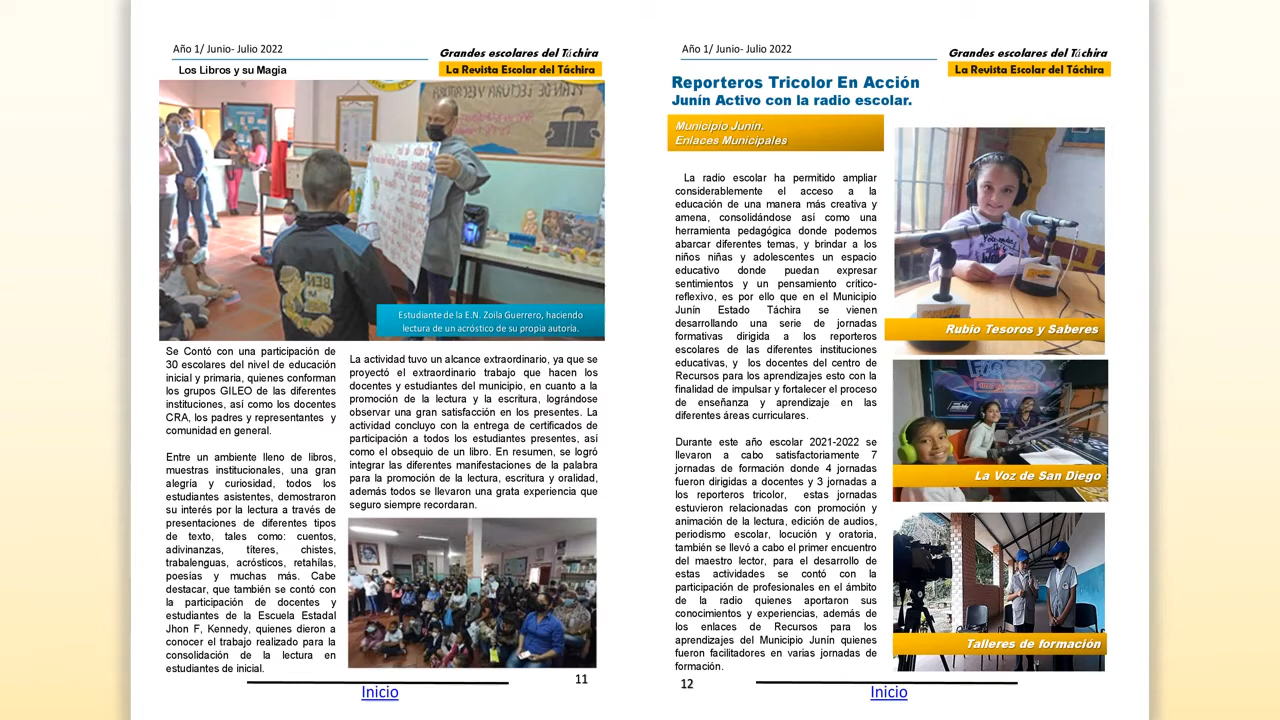 Año 1/ Junio- Julio 2022
Grandes escolares del Táchira
Los Libros y su Magia
La Revista Escolar del Táchira
Estudiante de la E.N. Zoila Guerrero, haciendo
lectura de un acróstico de su propia autoría.
Se Contó con una participación de
30 escolares del nivel de educación
inicial y primaria, quienes conforman
los grupos GILEO de las diferentes
instituciones, así como los docentes
CRA, los padres y representantes y
comunidad en general.
Entre un ambiente lleno de libros,
muestras institucionales, una gran
alegría y curiosidad, todos los
estudiantes asistentes, demostraron
su interés por la lectura a través de
presentaciones de diferentes tipos
de texto, tales como: cuentos,
adivinanzas, títeres, chistes,
trabalenguas, acrósticos, retahílas,
poesías y muchas más. Cabe
destacar, que también se contó con
la participación de docentes y
estudiantes de la Escuela Estadal
Jhon F, Kennedy, quienes dieron a
conocer el trabajo realizado para la
consolidación de la lectura en
estudiantes de inicial.
La actividad tuvo un alcance extraordinario, ya que se
proyectó el extraordinario trabajo que hacen los
docentes y estudiantes del municipio, en cuanto a la
promoción de la lectura y la escritura, lográndose
observar una gran satisfacción en los presentes. La
actividad concluyo con la entrega de certificados de
participación a todos los estudiantes presentes, así
como el obsequio de un libro. En resumen, se logró
integrar las diferentes manifestaciones de la palabra
para la promoción de la lectura, escritura y oralidad,
además todos se llevaron una grata experiencia que
seguro siempre recordaran.
11
Inicio
Año 1/ Junio- Julio 2022
Grandes escolares del Táchira
La Revista Escolar del Táchira
Reporteros Tricolor En Acción
Junín Activo con la radio escolar.
Municipio Junín.
Enlaces Municipales
La radio escolar ha permitido ampliar
considerablemente el acceso a la
educación de una manera más creativa y
amena, consolidándose así como una
herramienta pedagógica donde podemos
abarcar diferentes temas, y brindar a los
niños niñas y adolescentes un espacio
educativo donde puedan expresar
sentimientos y un pensamiento crítico-
reflexivo, es por ello que en el Municipio
Junín Estado Táchira se vienen
desarrollando una serie de jornadas
formativas dirigida a los reporteros
escolares de las diferentes instituciones
educativas, y los docentes del centro de
Recursos para los aprendizajes esto con la
finalidad de impulsar y fortalecer el proceso
de enseñanza y aprendizaje en las
diferentes áreas curriculares.
Durante este año escolar 2021-2022 se
llevaron a cabo satisfactoriamente 7
jornadas de formación donde 4 jornadas
fueron dirigidas a docentes y 3 jornadas a
los reporteros tricolor, estas jornadas
estuvieron relacionadas con promoción y
animación de la lectura, edición de audios,
periodismo escolar, locución y oratoria,
también se llevó a cabo el primer encuentro
del maestro lector, para el desarrollo de
estas actividades se contó con la
participación de profesionales en el ámbito
de la radio quienes aportaron sus
conocimientos y experiencias, además de
los enlaces de Recursos para los
aprendizajes del Municipio Junín quienes
fueron facilitadores en varias jornadas de
formación.
Rubio Tesoros y Saberes
La Voz de San Diego
Talleres de formación
12
Inicio